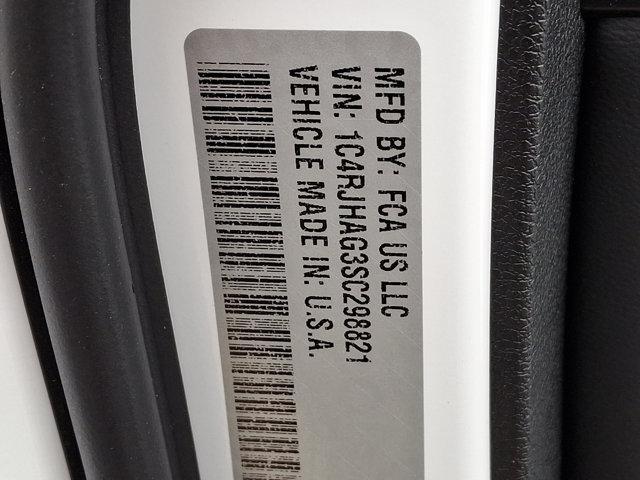 MFD BY: FCA US LLC
VIN: 1C4RJHAG3SC298821
VEHICLE MADE IN: U.S.A.